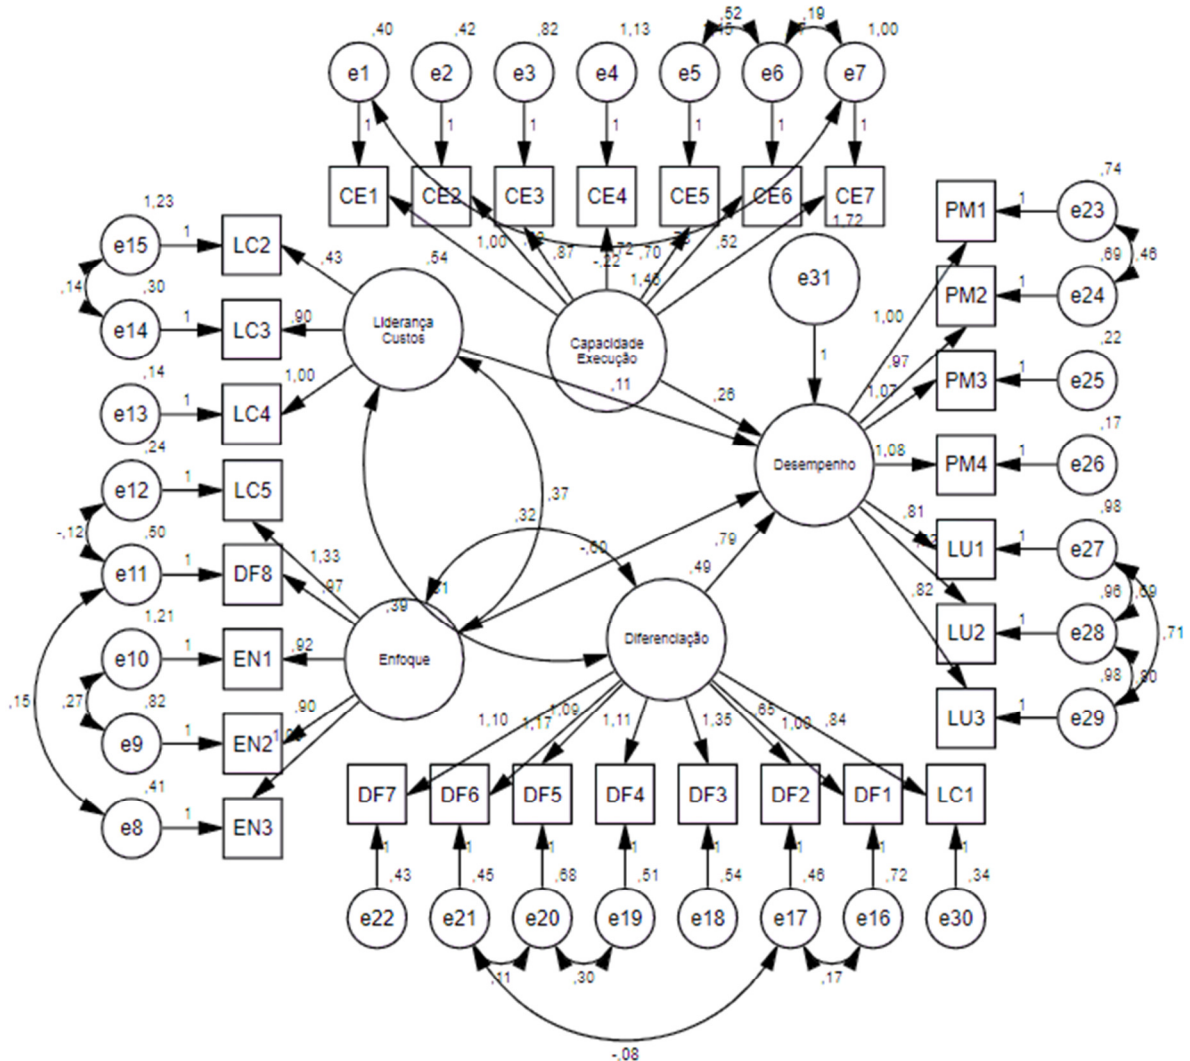 ,52 ,19
,40 ,42 ,82 1,13 1,00
e1 e2 e3 e4 e5 e6 e7
1 1 1 1 1 1 1
CE1 CE2 CE3 CE4 CE5 CE6 CE7
1,00 ,87 ,72 ,70 ,52
-,22 1,45
1,72
e31
1
1,23
e15 1 LC2
,43 ,54
,14 ,30
e14 1 LC3
,90
Liderança
Custos
Capacidade
Execução
,14 1,00
e13 1 LC4
,11 ,26
,24
e12 1 LC5
-,12 ,50
e11 1 DF8
1,33 ,97
1,21
e10 1 EN1
,92
,27 ,82
e9 1 EN2
,90
,15 ,41
e8 1 EN3
Enfoque
,39
,32 ,37
-,60
,49 ,79
Diferenciação
Desempenho
,74
PM1 1 e23
,69 ,46
PM2 1 e24
1,00 ,97
,22
PM3 1 e25
1,07
,17
PM4 1 e26
1,08
,98
LU1 1 e27
,81
,96 ,69
LU2 1 e28
,82 ,71
,98 ,80
LU3 1 e29
1,10 1,17 1,09 1,11 1,35 ,65 ,84
DF7 DF6 DF5 DF4 DF3 DF2 DF1 LC1
1 1 1 1 1 1 1 1
,43 ,45 ,68 ,51 ,54 ,46 ,72 ,34
e22 e21 e20 e19 e18 e17 e16 e30
,11 ,30 ,17
-,08